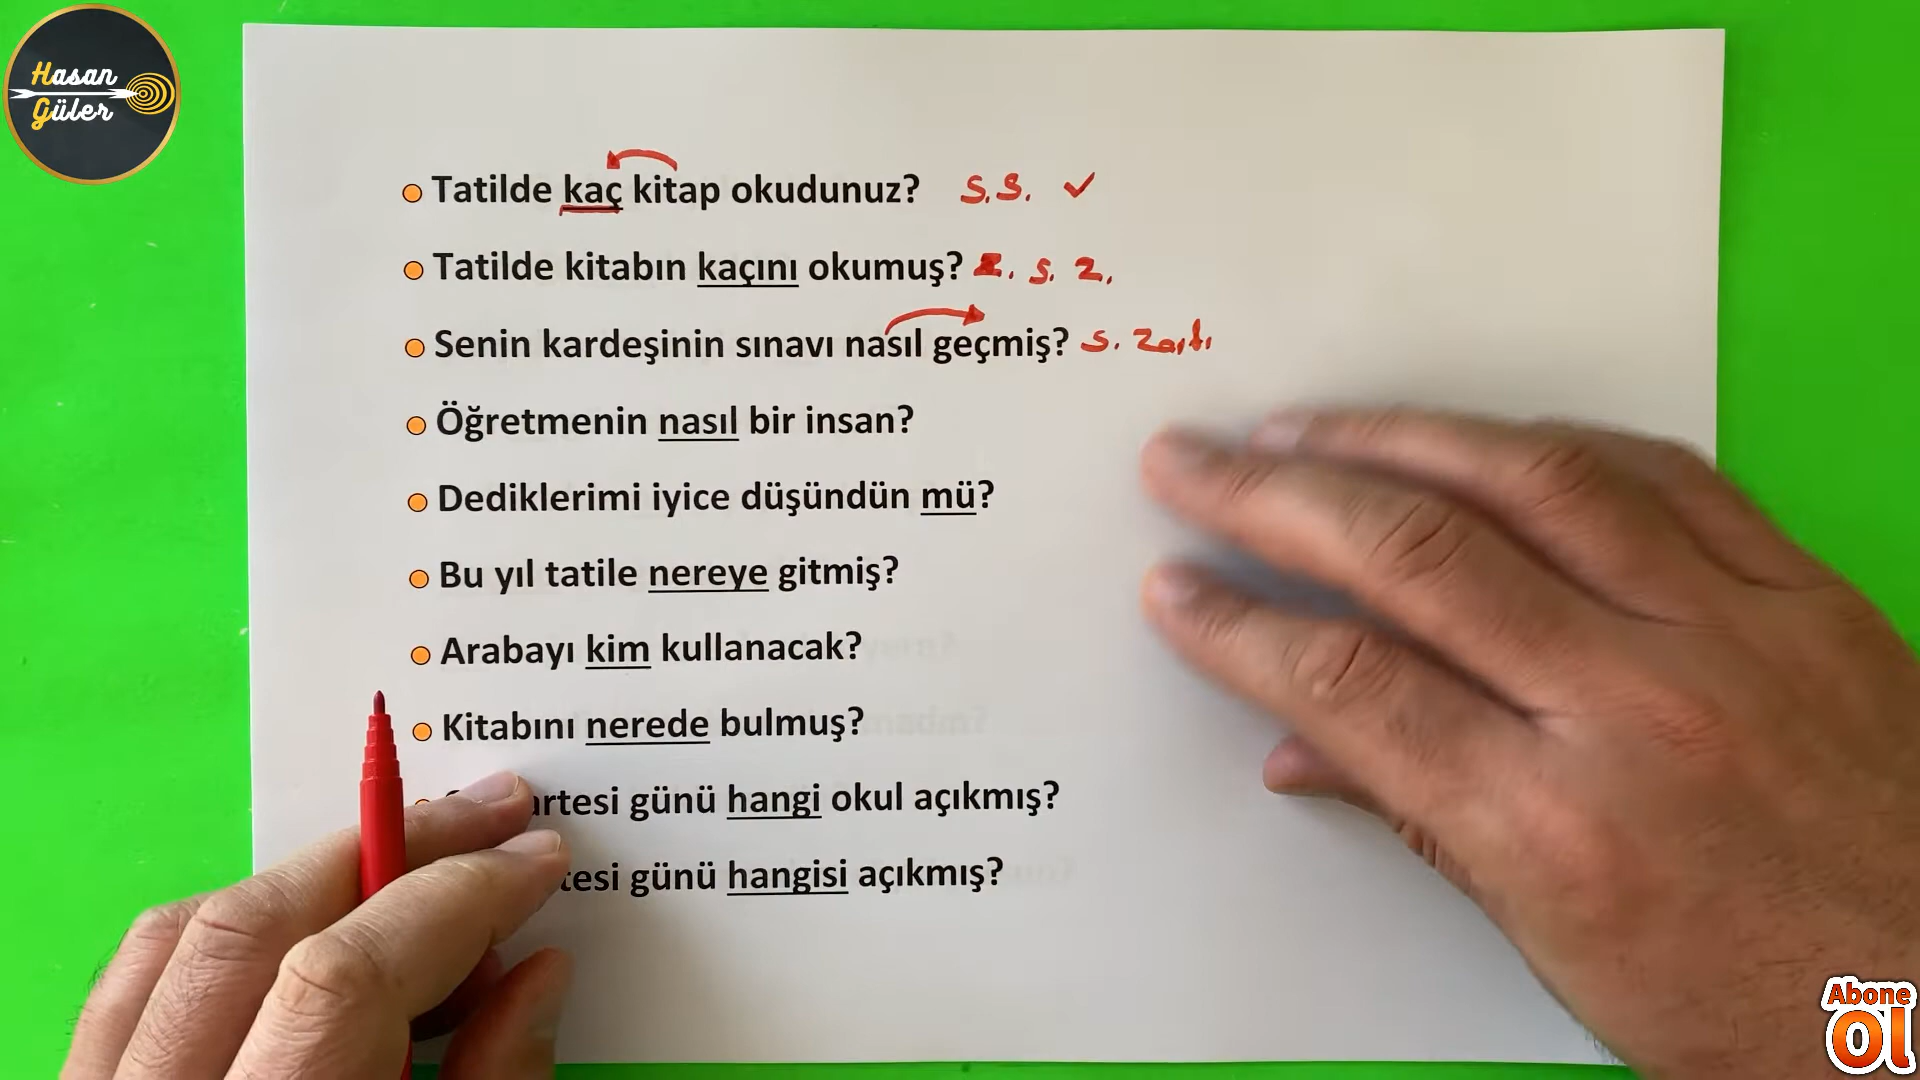 Hasan
Güler
Tatilde kaç kitap okudunuz? S.S. ✓
Tatilde kitabın kaçını okumuş? Z. S. Z.
Senin kardeşinin sınavı nasıl geçmiş? S. Zarfı
Öğretmenin nasıl bir insan?
Dediklerimi iyice düşündün mü?
Bu yıl tatile nereye gitmiş?
Arabayı kim kullanacak?
Kitabını nerede bulmuş?
artesi günü hangi okul açıkmış?
tesi günü hangisi açıkmış?
Abone
Ol